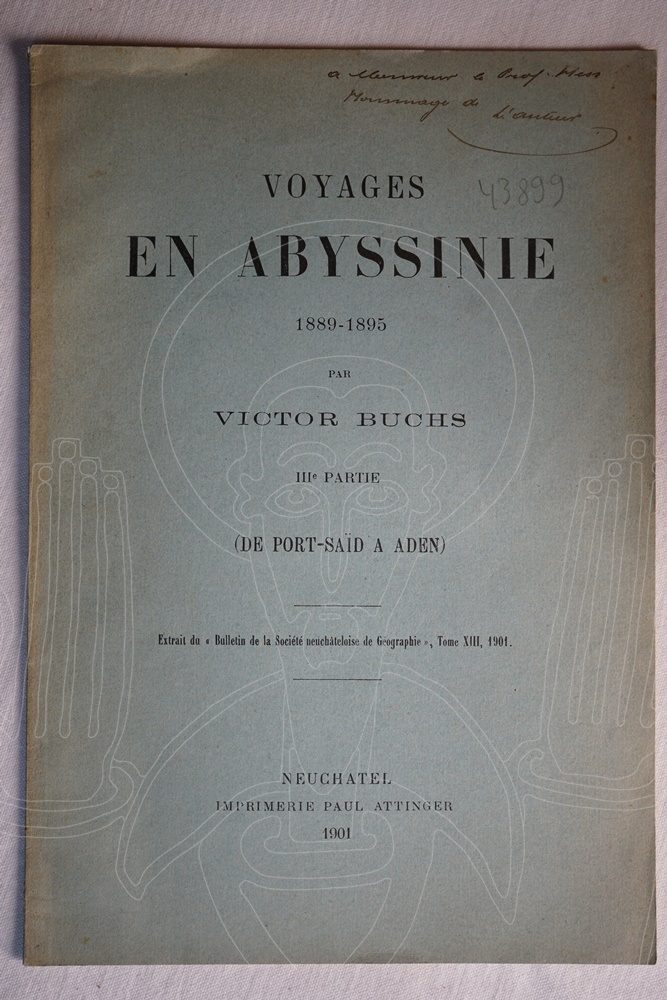 a Monsieur le Prof. Hess
Hommage de L'auteur
43899
VOYAGES
EN ABYSSINIE
1889-1895
PAR
VICTOR BUCHS
IIIe PARTIE
(DE PORT-SAÏD A ADEN)
Extrait du « Bulletin de la Société neuchâteloise de Géographie », Tome XIII, 1901.
NEUCHATEL
IMPRIMERIE PAUL ATTINGER
1901